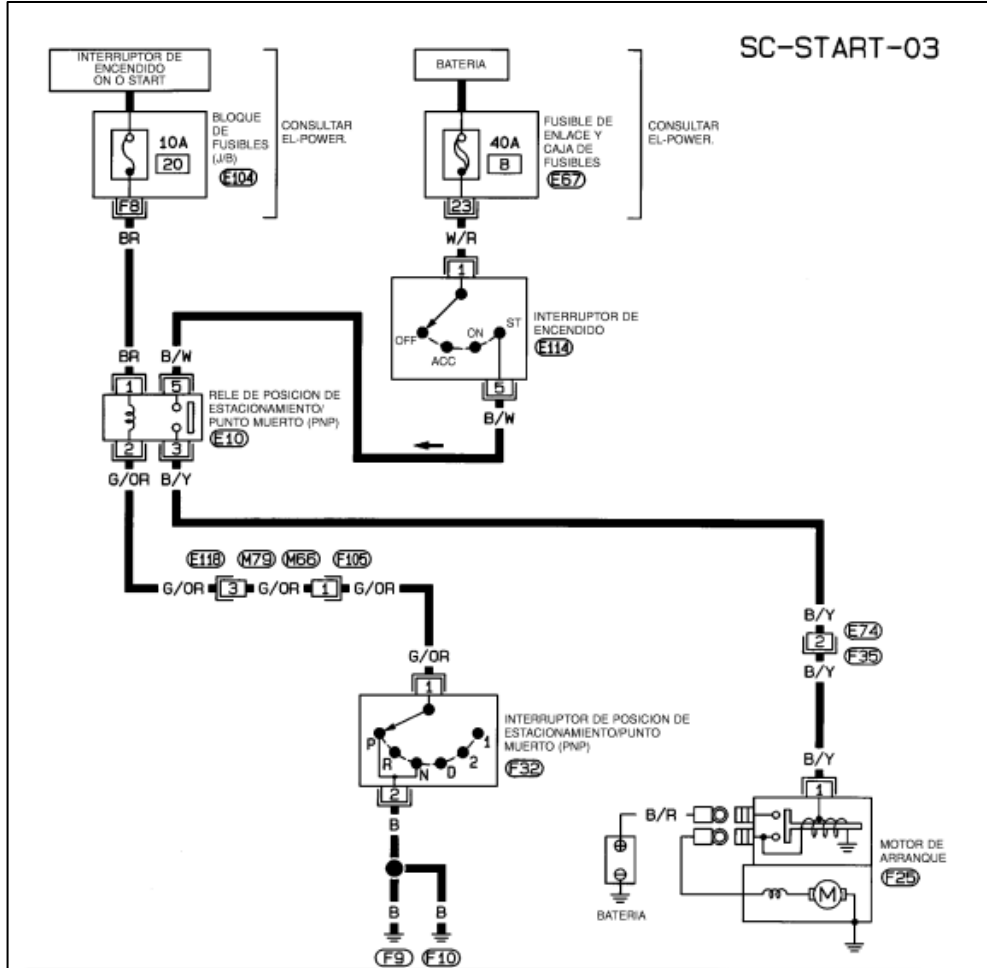 SC-START-03
INTERRUPTOR DE
ENCENDIDO
ON O START
BATERIA
10A
20
BLOQUE
DE
FUSIBLES
(J/B)
E104
CONSULTAR
EL-POWER.
40A
B
FUSIBLE DE
ENLACE Y
CAJA DE
FUSIBLES
E67
CONSULTAR
EL-POWER.
F8
BR
23
W/R
1
OFF
ACC
ON
ST
INTERRUPTOR DE
ENCENDIDO
E114
5
B/W
BR
B/W
1
5
RELE DE POSICION DE
ESTACIONAMIENTO/
PUNTO MUERTO (PNP)
E10
2
3
G/OR
B/Y
E118
M79
M66
F105
G/OR
3
G/OR
1
G/OR
G/OR
1
P
R
N
D
2
1
INTERRUPTOR DE POSICION DE
ESTACIONAMIENTO/PUNTO
MUERTO (PNP)
F32
2
B
B
B
F9
F10
B/Y
2
E74
F35
B/Y
B/Y
1
B/R
BATERIA
M
MOTOR DE
ARRANQUE
F25